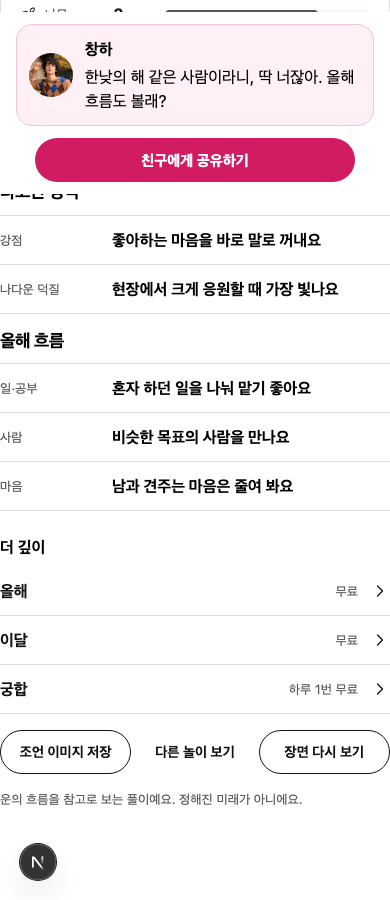 창하
한낮의 해 같은 사람이라니, 딱 너잖아. 올해
흐름도 볼래?
친구에게 공유하기
강점
좋아하는 마음을 바로 말로 꺼내요
나다운 덕질
현장에서 크게 응원할 때 가장 빛나요
올해 흐름
일·공부
혼자 하던 일을 나눠 맡기 좋아요
사람
비슷한 목표의 사람을 만나요
마음
남과 견주는 마음은 줄여 봐요
더 깊이
올해
무료
이달
무료
궁합
하루 1번 무료
조언 이미지 저장
다른 놀이 보기
장면 다시 보기
운의 흐름을 참고로 보는 풀이예요. 정해진 미래가 아니에요.
N